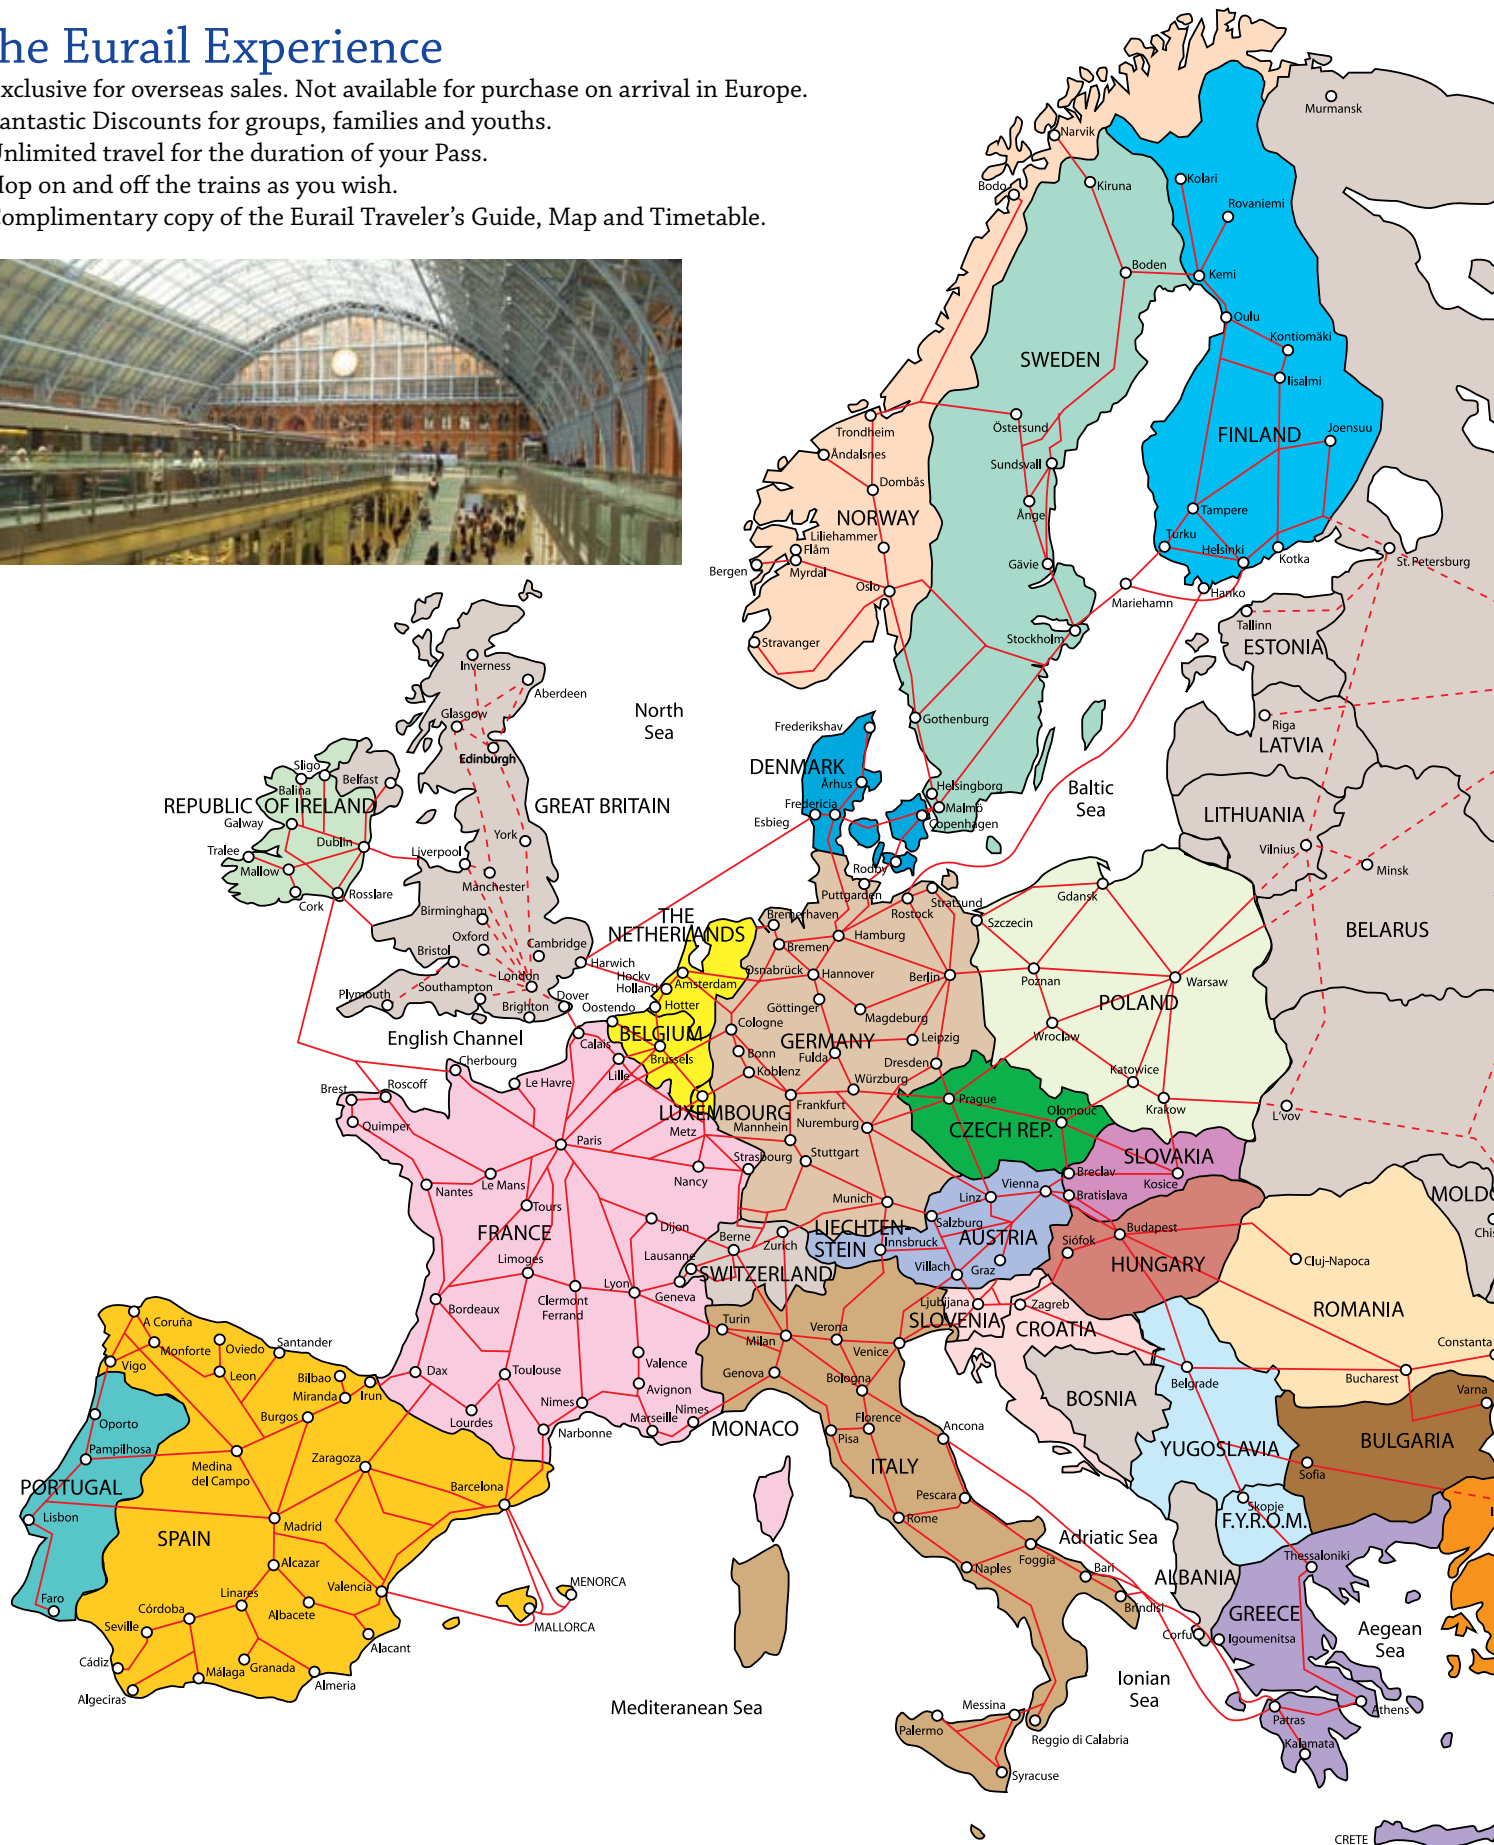 he Eurail Experience
xclusive for overseas sales. Not available for purchase on arrival in Europe.
antastic Discounts for groups, families and youths.
Unlimited travel for the duration of your Pass.
Hop on and off the trains as you wish.
Complimentary copy of the Eurail Traveler's Guide, Map and Timetable.
Murmansk
Narvik
Bodo
Kiruna
Kolari
Rovaniemi
Boden
Kemi
Oulu
Kontiomäki
SWEDEN
Iisalmi
Trondheim
Östersund
FINLAND
Joensuu
Åndalsnes
Sundsvall
Dombås
NORWAY
Ånge
Tampere
Liliehammer
Flåm
Turku
Helsinki
Kotka
St. Petersburg
Bergen
Myrdal
Gävie
Oslo
Mariehamn
Hanko
Tallinn
Stravanger
Stockholm
ESTONIA
Inverness
Aberdeen
Glasgow
North
Sea
Gothenburg
Frederikshav
Riga
LATVIA
Edinburgh
Sligo
Belfast
Balina
DENMARK
Århus
Helsingborg
Baltic
Sea
REPUBLIC OF IRELAND
GREAT BRITAIN
Fredericia
Malmö
LITHUANIA
Galway
Esbieg
Copenhagen
Tralee
Dublin
Liverpool
York
Vilnius
Mallow
Manchester
Rodby
Minsk
Cork
Rosslare
Puttgarden
Stratsund
Gdansk
Birmingham
THE
NETHERLANDS
Bremerhaven
Rostock
Szczecin
Oxford
Cambridge
Bremen
Hamburg
BELARUS
Bristol
Harwich
Hockv
Holland
Osnabrück
Hannover
Berlin
London
Amsterdam
Poznan
Warsaw
Plymouth
Southampton
Brighton
Dover
Oostendo
Hotter
Göttinger
Magdeburg
POLAND
English Channel
Calais
BELGIUM
Cologne
GERMANY
Leipzig
Wroclaw
Cherbourg
Brussels
Bonn
Fulda
Dresden
Lille
Koblenz
Katowice
Brest
Roscoff
Le Havre
Würzburg
Prague
Krakow
L'vov
LUXEMBOURG
Frankfurt
Olomouc
Quimper
Paris
Metz
Mannhein
Nuremburg
CZECH REP.
Strasbourg
Stuttgart
SLOVAKIA
Nantes
Le Mans
Nancy
Breclav
Kosice
Tours
Munich
Linz
Vienna
Bratislava
MOLDO
FRANCE
Dijon
Berne
Zurich
LIECHTEN-
STEIN
Salzburg
Innsbruck
AUSTRIA
Siófok
Budapest
Chis
Limoges
Lausanne
SWITZERLAND
Villach
Graz
HUNGARY
Cluj-Napoca
Clermont
Ferrand
Lyon
Geneva
Bordeaux
Ljubijana
Zagreb
ROMANIA
A Coruña
Turin
Milan
Verona
SLOVENIA
CROATIA
Monforte
Oviedo
Santander
Venice
Constanta
Vigo
Leon
Bilbao
Miranda
Irun
Dax
Toulouse
Valence
Genova
Bologna
Belgrade
Bucharest
Oporto
Burgos
Lourdes
Nimes
Avignon
Marseille
Nimes
MONACO
Florence
Ancona
BOSNIA
Varna
Pampilhosa
Medina
del Campo
Zaragoza
Narbonne
Pisa
YUGOSLAVIA
BULGARIA
PORTUGAL
Barcelona
ITALY
Sofia
Lisbon
Madrid
Pescara
Skopje
SPAIN
Rome
F.Y.R.O.M.
Adriatic Sea
Alcazar
Foggia
Thessaloniki
Faro
Linares
Valencia
MENORCA
Naples
Bari
ALBANIA
Córdoba
Albacete
MALLORCA
Brindisi
GREECE
Seville
Alacant
Corfu
Igoumenitsa
Aegean
Sea
Cádiz
Málaga
Granada
Almeria
Ionian
Sea
Algeciras
Mediteranean Sea
Messina
Palermo
Reggio di Calabria
Patras
Athens
Kalamata
Syracuse
CRETE